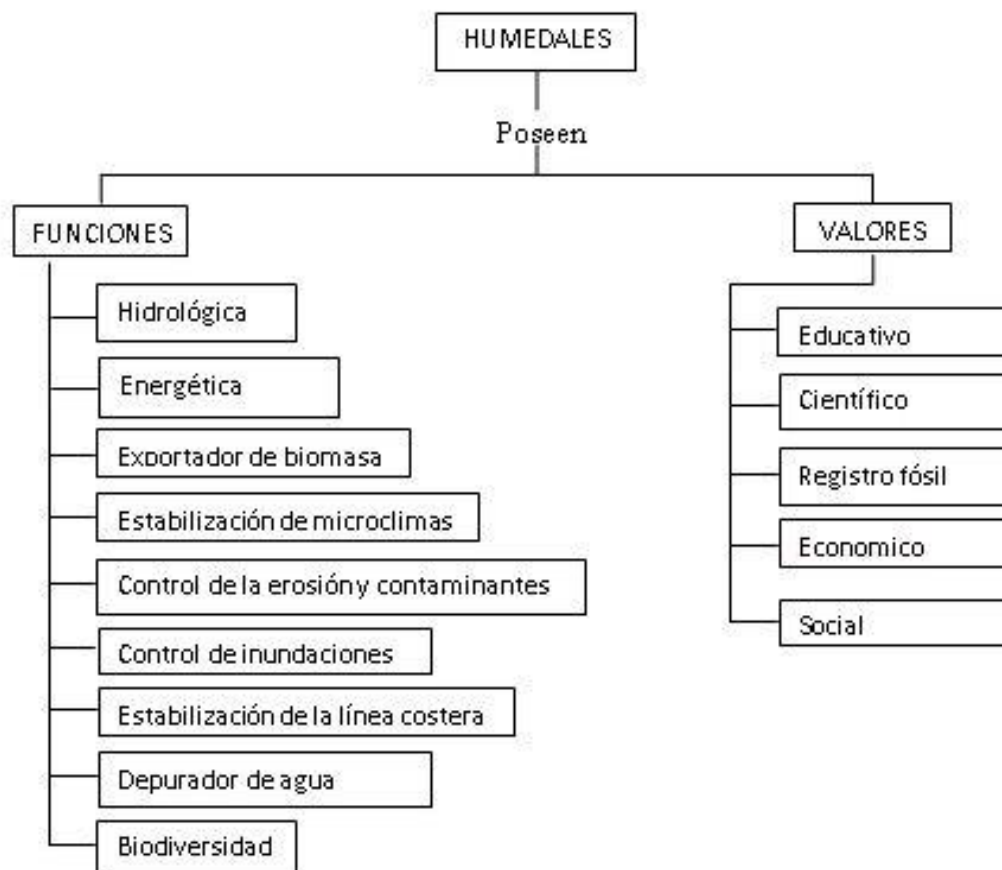 HUMEDALES
Poseen
FUNCIONES
Hidrológica
Energética
Exportador de biomasa
Estabilización de microclimas
Control de la erosión y contaminantes
Control de inundaciones
Estabilización de la línea costera
Depurador de agua
Biodiversidad
VALORES
Educativo
Científico
Registro fósil
Economico
Social